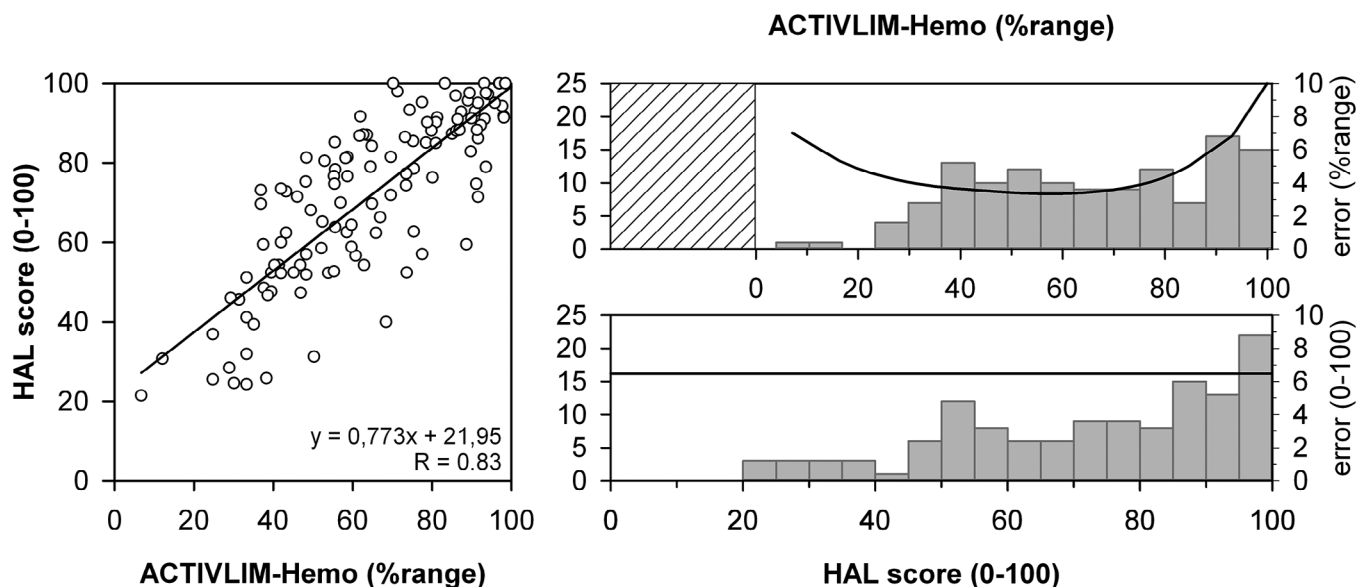 ACTIVLIM-Hemo (%range)
HAL score (0-100)
100
80
60
40
20
0
y = 0,773x + 21,95
R = 0.83
0 20 40 60 80 100
ACTIVLIM-Hemo (%range)
25
20
15
10
5
0
10
8
6
4
2
0
error (%range)
0 20 40 60 80 100
25
20
15
10
5
0
10
8
6
4
2
0
error (0-100)
0 20 40 60 80 100
HAL score (0-100)